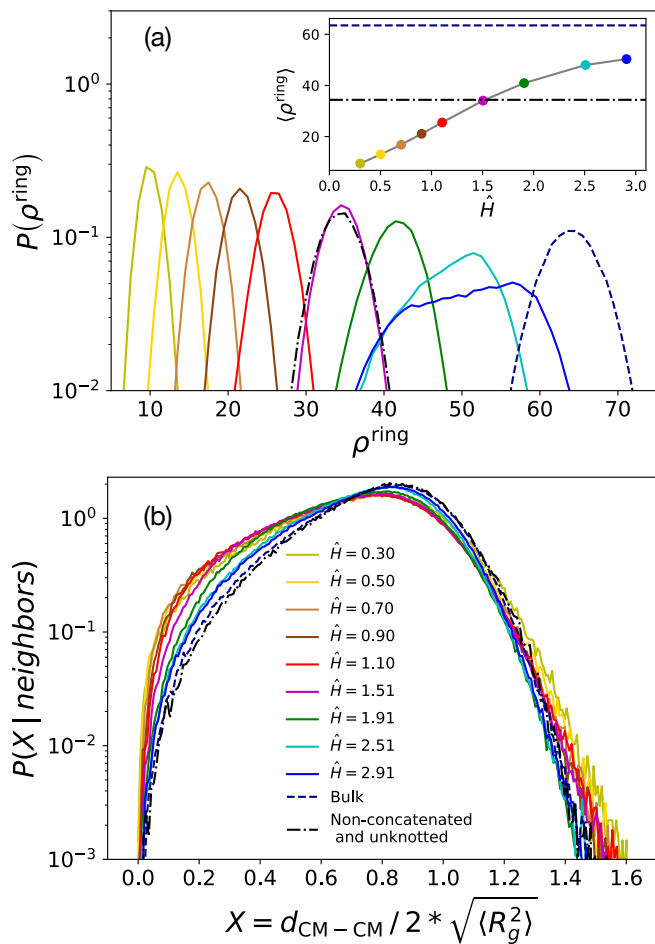 (a)
P(ρ^ring)
10^0
10^-1
10^-2
10 20 30 40 50 60 70
ρ^ring
⟨ρ^ring⟩
60
40
20
0.0 0.5 1.0 1.5 2.0 2.5 3.0
Ĥ
(b)
P(X | neighbors)
10^0
10^-1
10^-2
10^-3
Ĥ = 0.30
Ĥ = 0.50
Ĥ = 0.70
Ĥ = 0.90
Ĥ = 1.10
Ĥ = 1.51
Ĥ = 1.91
Ĥ = 2.51
Ĥ = 2.91
Bulk
Non-concatenated
and unknotted
0.0 0.2 0.4 0.6 0.8 1.0 1.2 1.4 1.6
X = d_CM−CM / 2 * √⟨R_g^2⟩